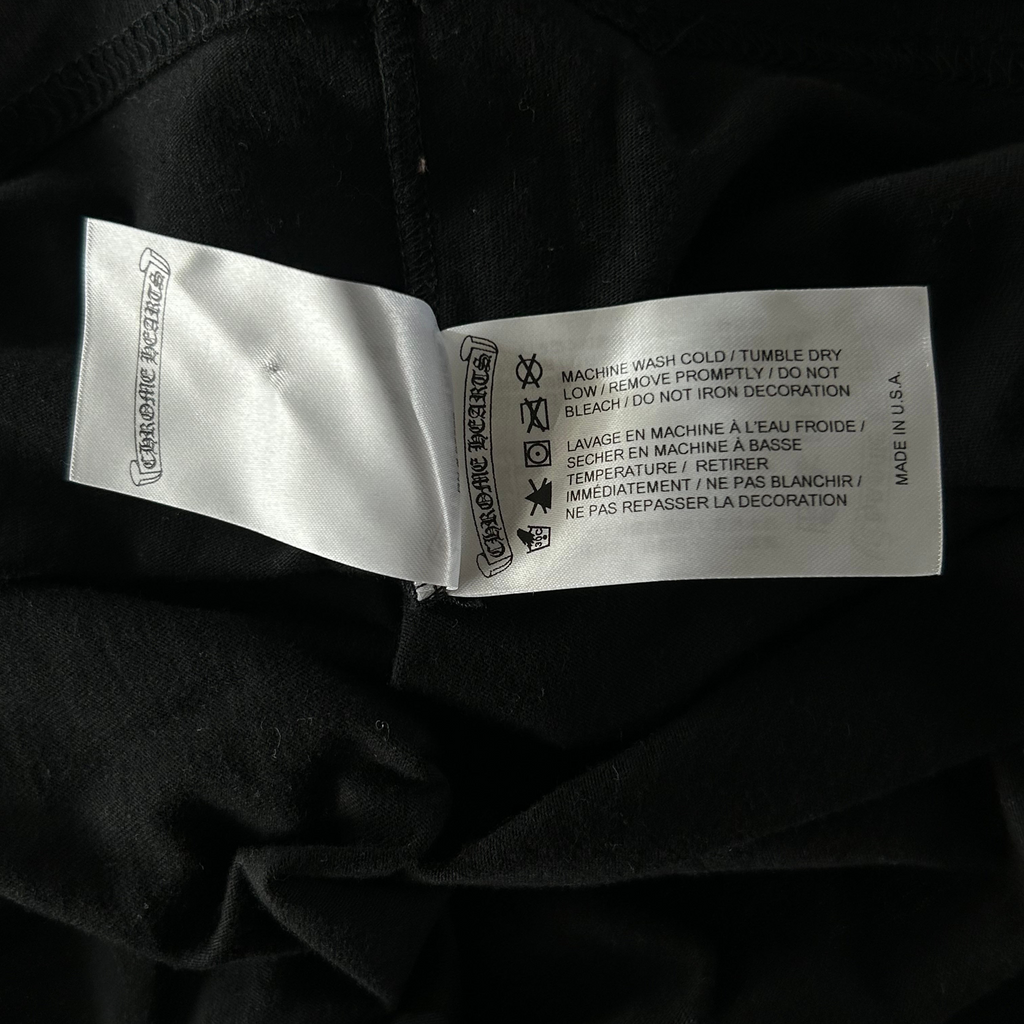 CHROME HEARTS
CHROME HEARTS
MACHINE WASH COLD / TUMBLE DRY
LOW / REMOVE PROMPTLY / DO NOT
BLEACH / DO NOT IRON DECORATION
LAVAGE EN MACHINE À L'EAU FROIDE /
SECHER EN MACHINE À BASSE
TEMPERATURE / RETIRER
IMMÉDIATEMENT / NE PAS BLANCHIR /
NE PAS REPASSER LA DECORATION
30C
MADE IN U.S.A.